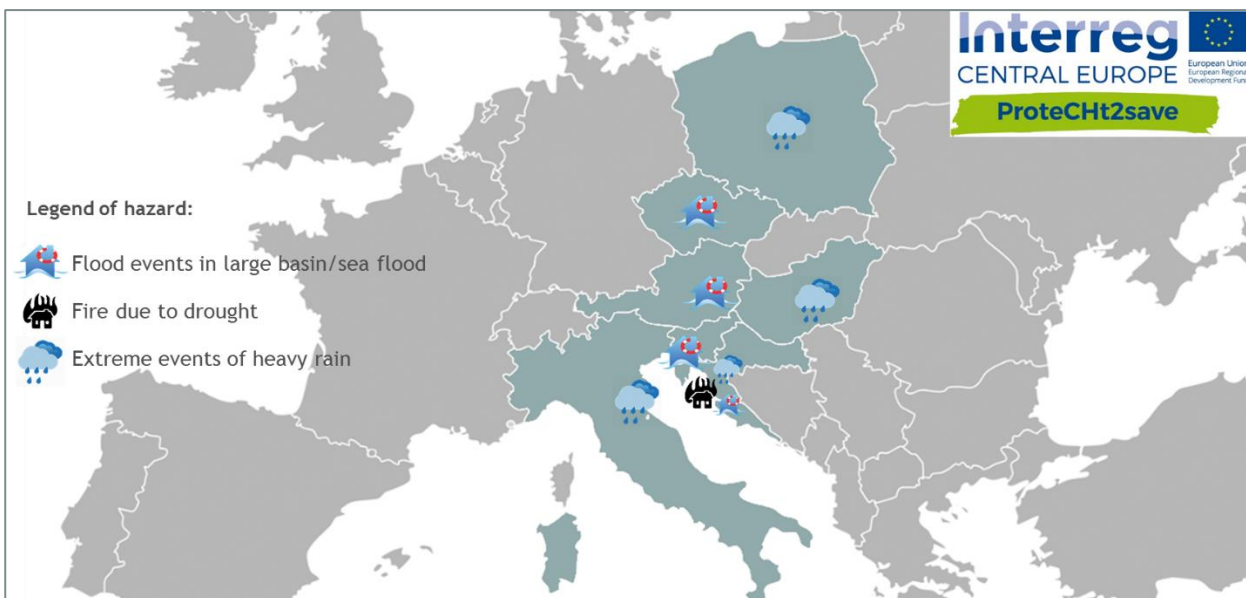 Interreg
CENTRAL EUROPE
European Union
European Regional
Development Fund
ProteCHt2save
Legend of hazard:
Flood events in large basin/sea flood
Fire due to drought
Extreme events of heavy rain